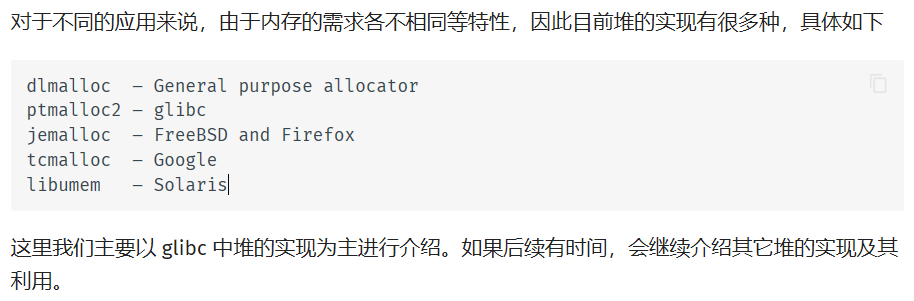 对于不同的应用来说，由于内存的需求各不相同等特性，因此目前堆的实现有很多种，具体如下
dlmalloc  – General purpose allocator
ptmalloc2 – glibc
jemalloc  – FreeBSD and Firefox
tcmalloc  – Google
libumem   – Solaris
这里我们主要以 glibc 中堆的实现为主进行介绍。如果后续有时间，会继续介绍其它堆的实现及其
利用。